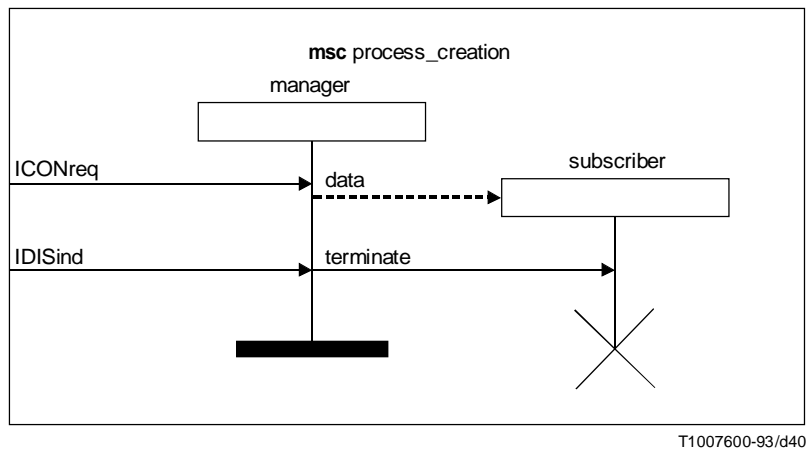 msc process_creation
manager
ICONreq
data
subscriber
IDISind
terminate
T1007600-93/d40